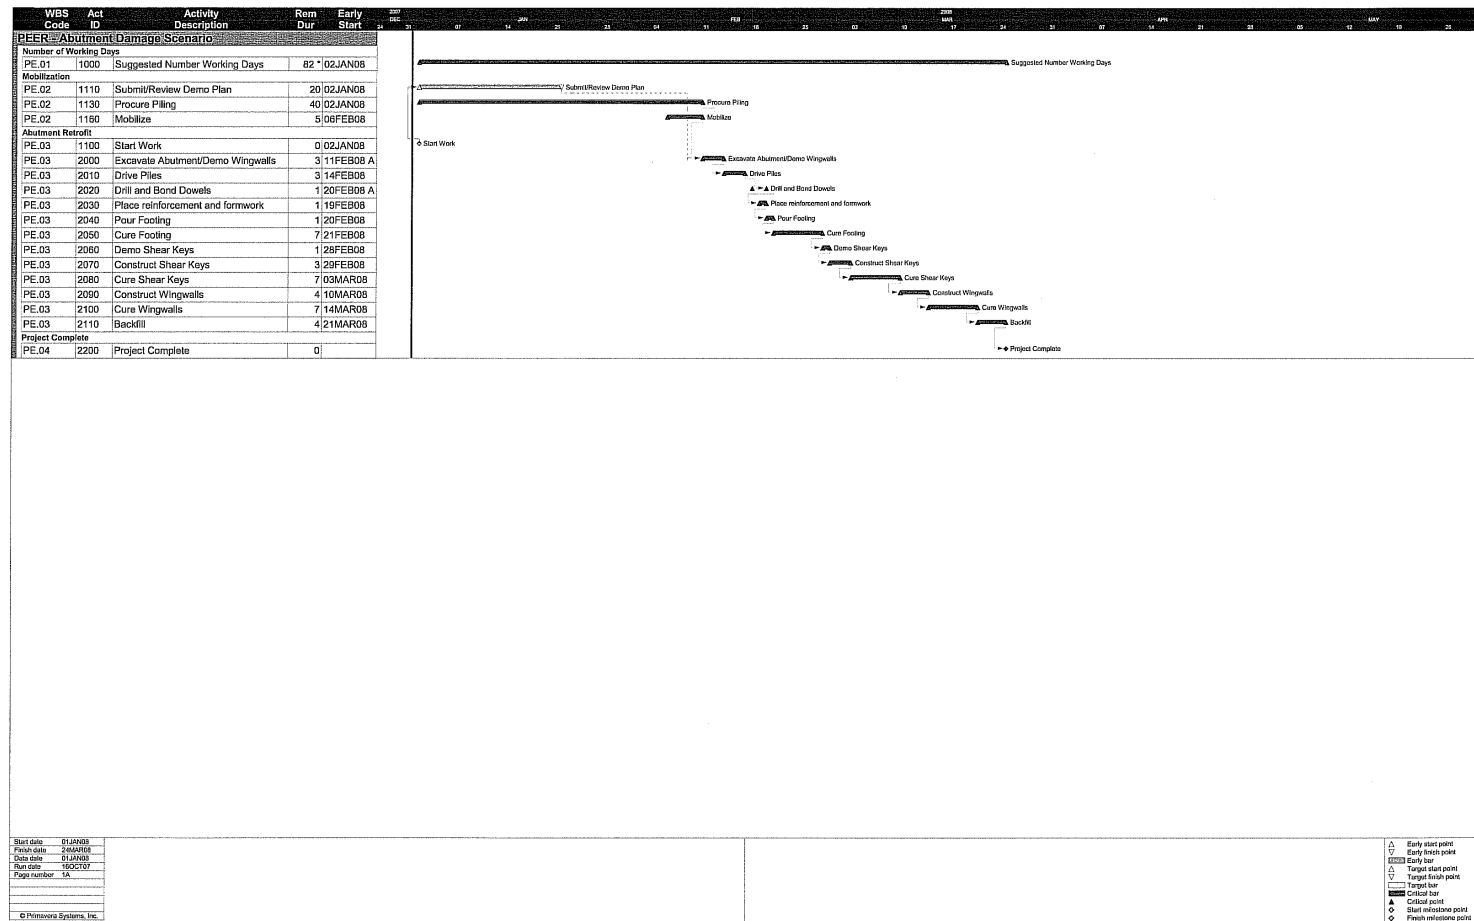 WBS Code Act ID Activity Description Rem Dur Early Start
2007 2008
DEC JAN FEB MAR APR MAY
24 31 07 14 21 28 04 11 18 25 03 10 17 24 31 07 14 21 28 05 12 19 26
PEER - Abutment Damage Scenario
Number of Working Days
PE.01 1000 Suggested Number Working Days 82 * 02JAN08 Suggested Number Working Days
Mobilization
PE.02 1110 Submit/Review Demo Plan 20 02JAN08 Submit/Review Demo Plan
PE.02 1130 Procure Piling 40 02JAN08 Procure Piling
PE.02 1160 Mobilize 5 06FEB08 Mobilize
Abutment Retrofit
PE.03 1100 Start Work 0 02JAN08 Start Work
PE.03 2000 Excavate Abutment/Demo Wingwalls 3 11FEB08 A Excavate Abutment/Demo Wingwalls
PE.03 2010 Drive Piles 3 14FEB08 Drive Piles
PE.03 2020 Drill and Bond Dowels 1 20FEB08 A Drill and Bond Dowels
PE.03 2030 Place reinforcement and formwork 1 19FEB08 Place reinforcement and formwork
PE.03 2040 Pour Footing 1 20FEB08 Pour Footing
PE.03 2050 Cure Footing 7 21FEB08 Cure Footing
PE.03 2060 Demo Shear Keys 1 28FEB08 Demo Shear Keys
PE.03 2070 Construct Shear Keys 3 29FEB08 Construct Shear Keys
PE.03 2080 Cure Shear Keys 7 03MAR08 Cure Shear Keys
PE.03 2090 Construct Wingwalls 4 10MAR08 Construct Wingwalls
PE.03 2100 Cure Wingwalls 7 14MAR08 Cure Wingwalls
PE.03 2110 Backfill 4 21MAR08 Backfill
Project Complete
PE.04 2200 Project Complete 0 Project Complete
Start date 01JAN08
Finish date 24MAR08
Data date 01JAN08
Run date 16OCT07
Page number 1A
© Primavera Systems, Inc.
Early start point
Early finish point
Early bar
Target start point
Target finish point
Target bar
Critical bar
Critical point
Start milestone point
Finish milestone point